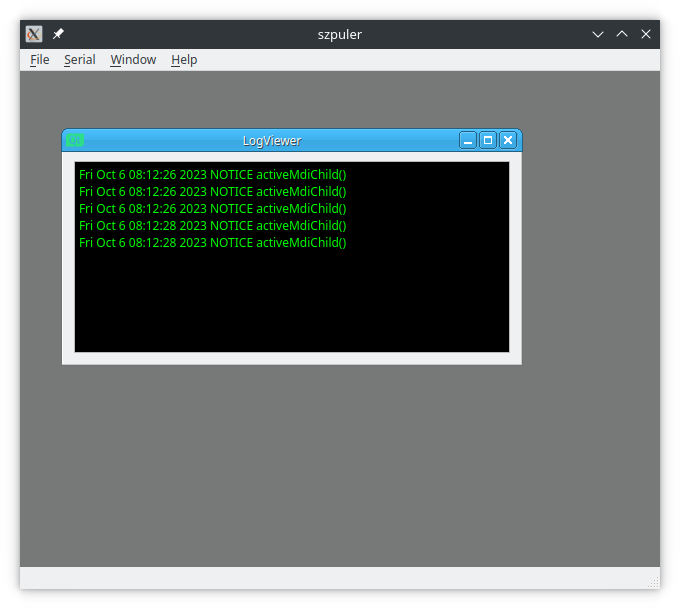 szpuler
File Serial Window Help
LogViewer
Fri Oct 6 08:12:26 2023 NOTICE activeMdiChild()
Fri Oct 6 08:12:26 2023 NOTICE activeMdiChild()
Fri Oct 6 08:12:26 2023 NOTICE activeMdiChild()
Fri Oct 6 08:12:28 2023 NOTICE activeMdiChild()
Fri Oct 6 08:12:28 2023 NOTICE activeMdiChild()